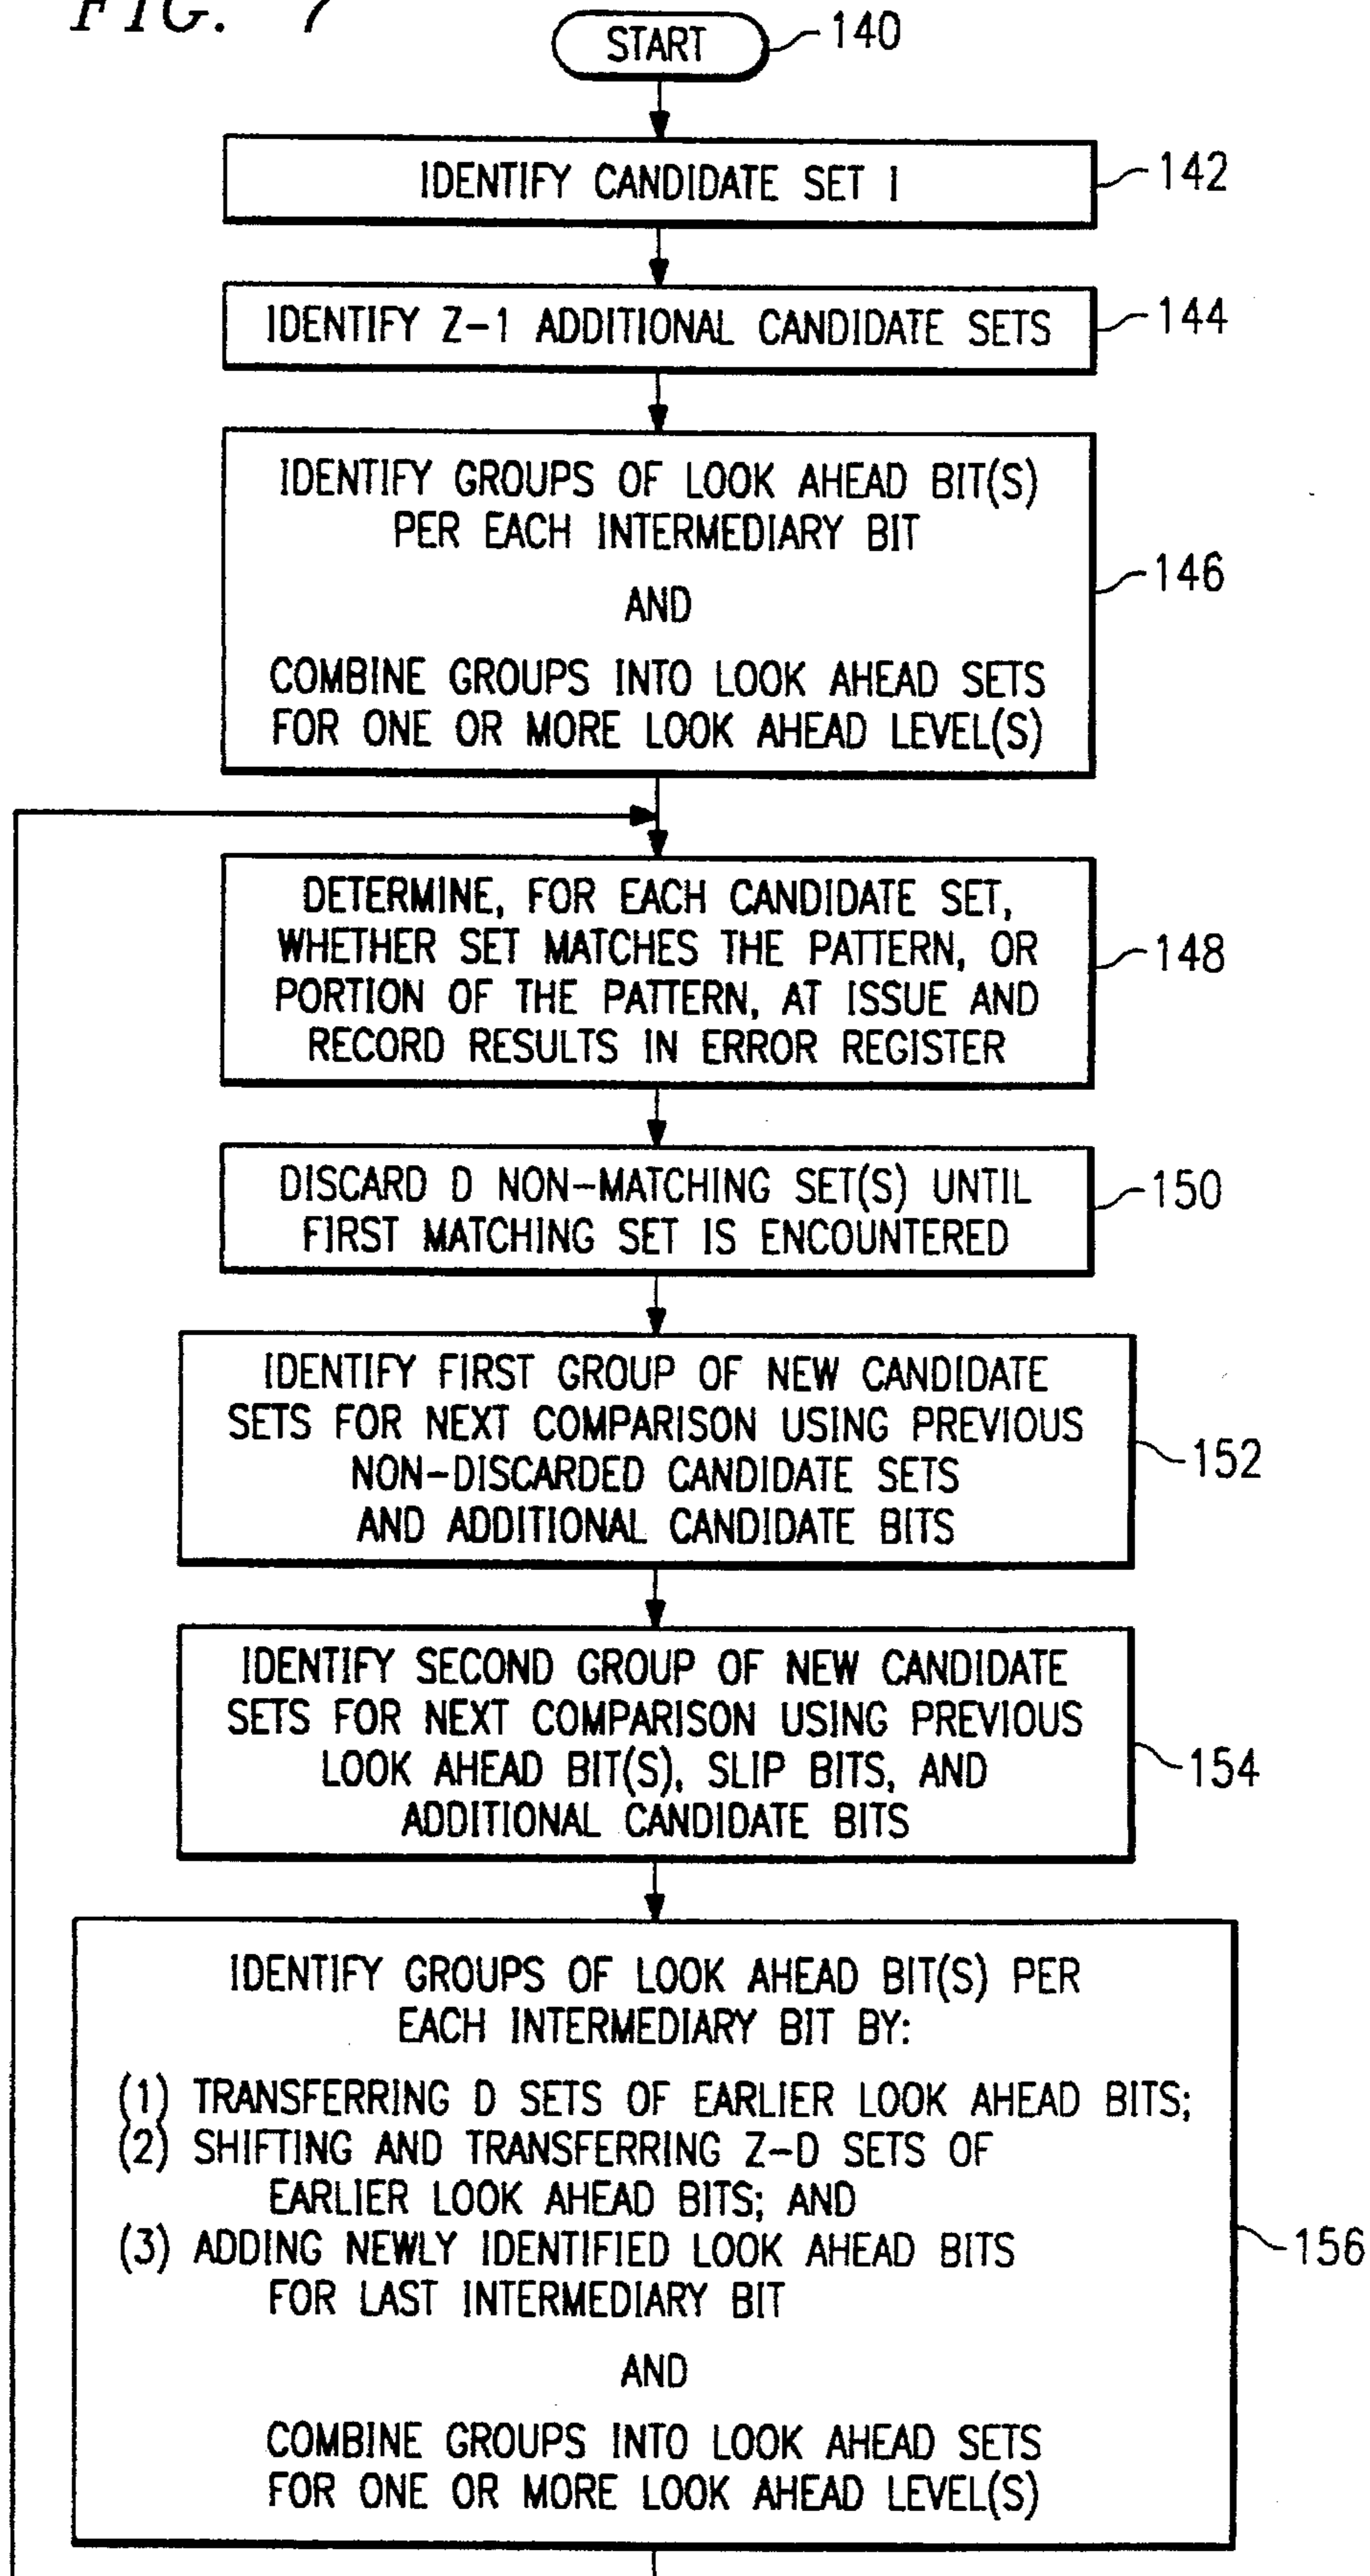 FIG. 7
START
140
IDENTIFY CANDIDATE SET I
142
IDENTIFY Z-1 ADDITIONAL CANDIDATE SETS
144
IDENTIFY GROUPS OF LOOK AHEAD BIT(S)
PER EACH INTERMEDIARY BIT
AND
COMBINE GROUPS INTO LOOK AHEAD SETS
FOR ONE OR MORE LOOK AHEAD LEVEL(S)
146
DETERMINE, FOR EACH CANDIDATE SET,
WHETHER SET MATCHES THE PATTERN, OR
PORTION OF THE PATTERN, AT ISSUE AND
RECORD RESULTS IN ERROR REGISTER
148
DISCARD D NON-MATCHING SET(S) UNTIL
FIRST MATCHING SET IS ENCOUNTERED
150
IDENTIFY FIRST GROUP OF NEW CANDIDATE
SETS FOR NEXT COMPARISON USING PREVIOUS
NON-DISCARDED CANDIDATE SETS
AND ADDITIONAL CANDIDATE BITS
152
IDENTIFY SECOND GROUP OF NEW CANDIDATE
SETS FOR NEXT COMPARISON USING PREVIOUS
LOOK AHEAD BIT(S), SLIP BITS, AND
ADDITIONAL CANDIDATE BITS
154
IDENTIFY GROUPS OF LOOK AHEAD BIT(S) PER
EACH INTERMEDIARY BIT BY:
(1) TRANSFERRING D SETS OF EARLIER LOOK AHEAD BITS;
(2) SHIFTING AND TRANSFERRING Z-D SETS OF
EARLIER LOOK AHEAD BITS; AND
(3) ADDING NEWLY IDENTIFIED LOOK AHEAD BITS
FOR LAST INTERMEDIARY BIT
AND
COMBINE GROUPS INTO LOOK AHEAD SETS
FOR ONE OR MORE LOOK AHEAD LEVEL(S)
156